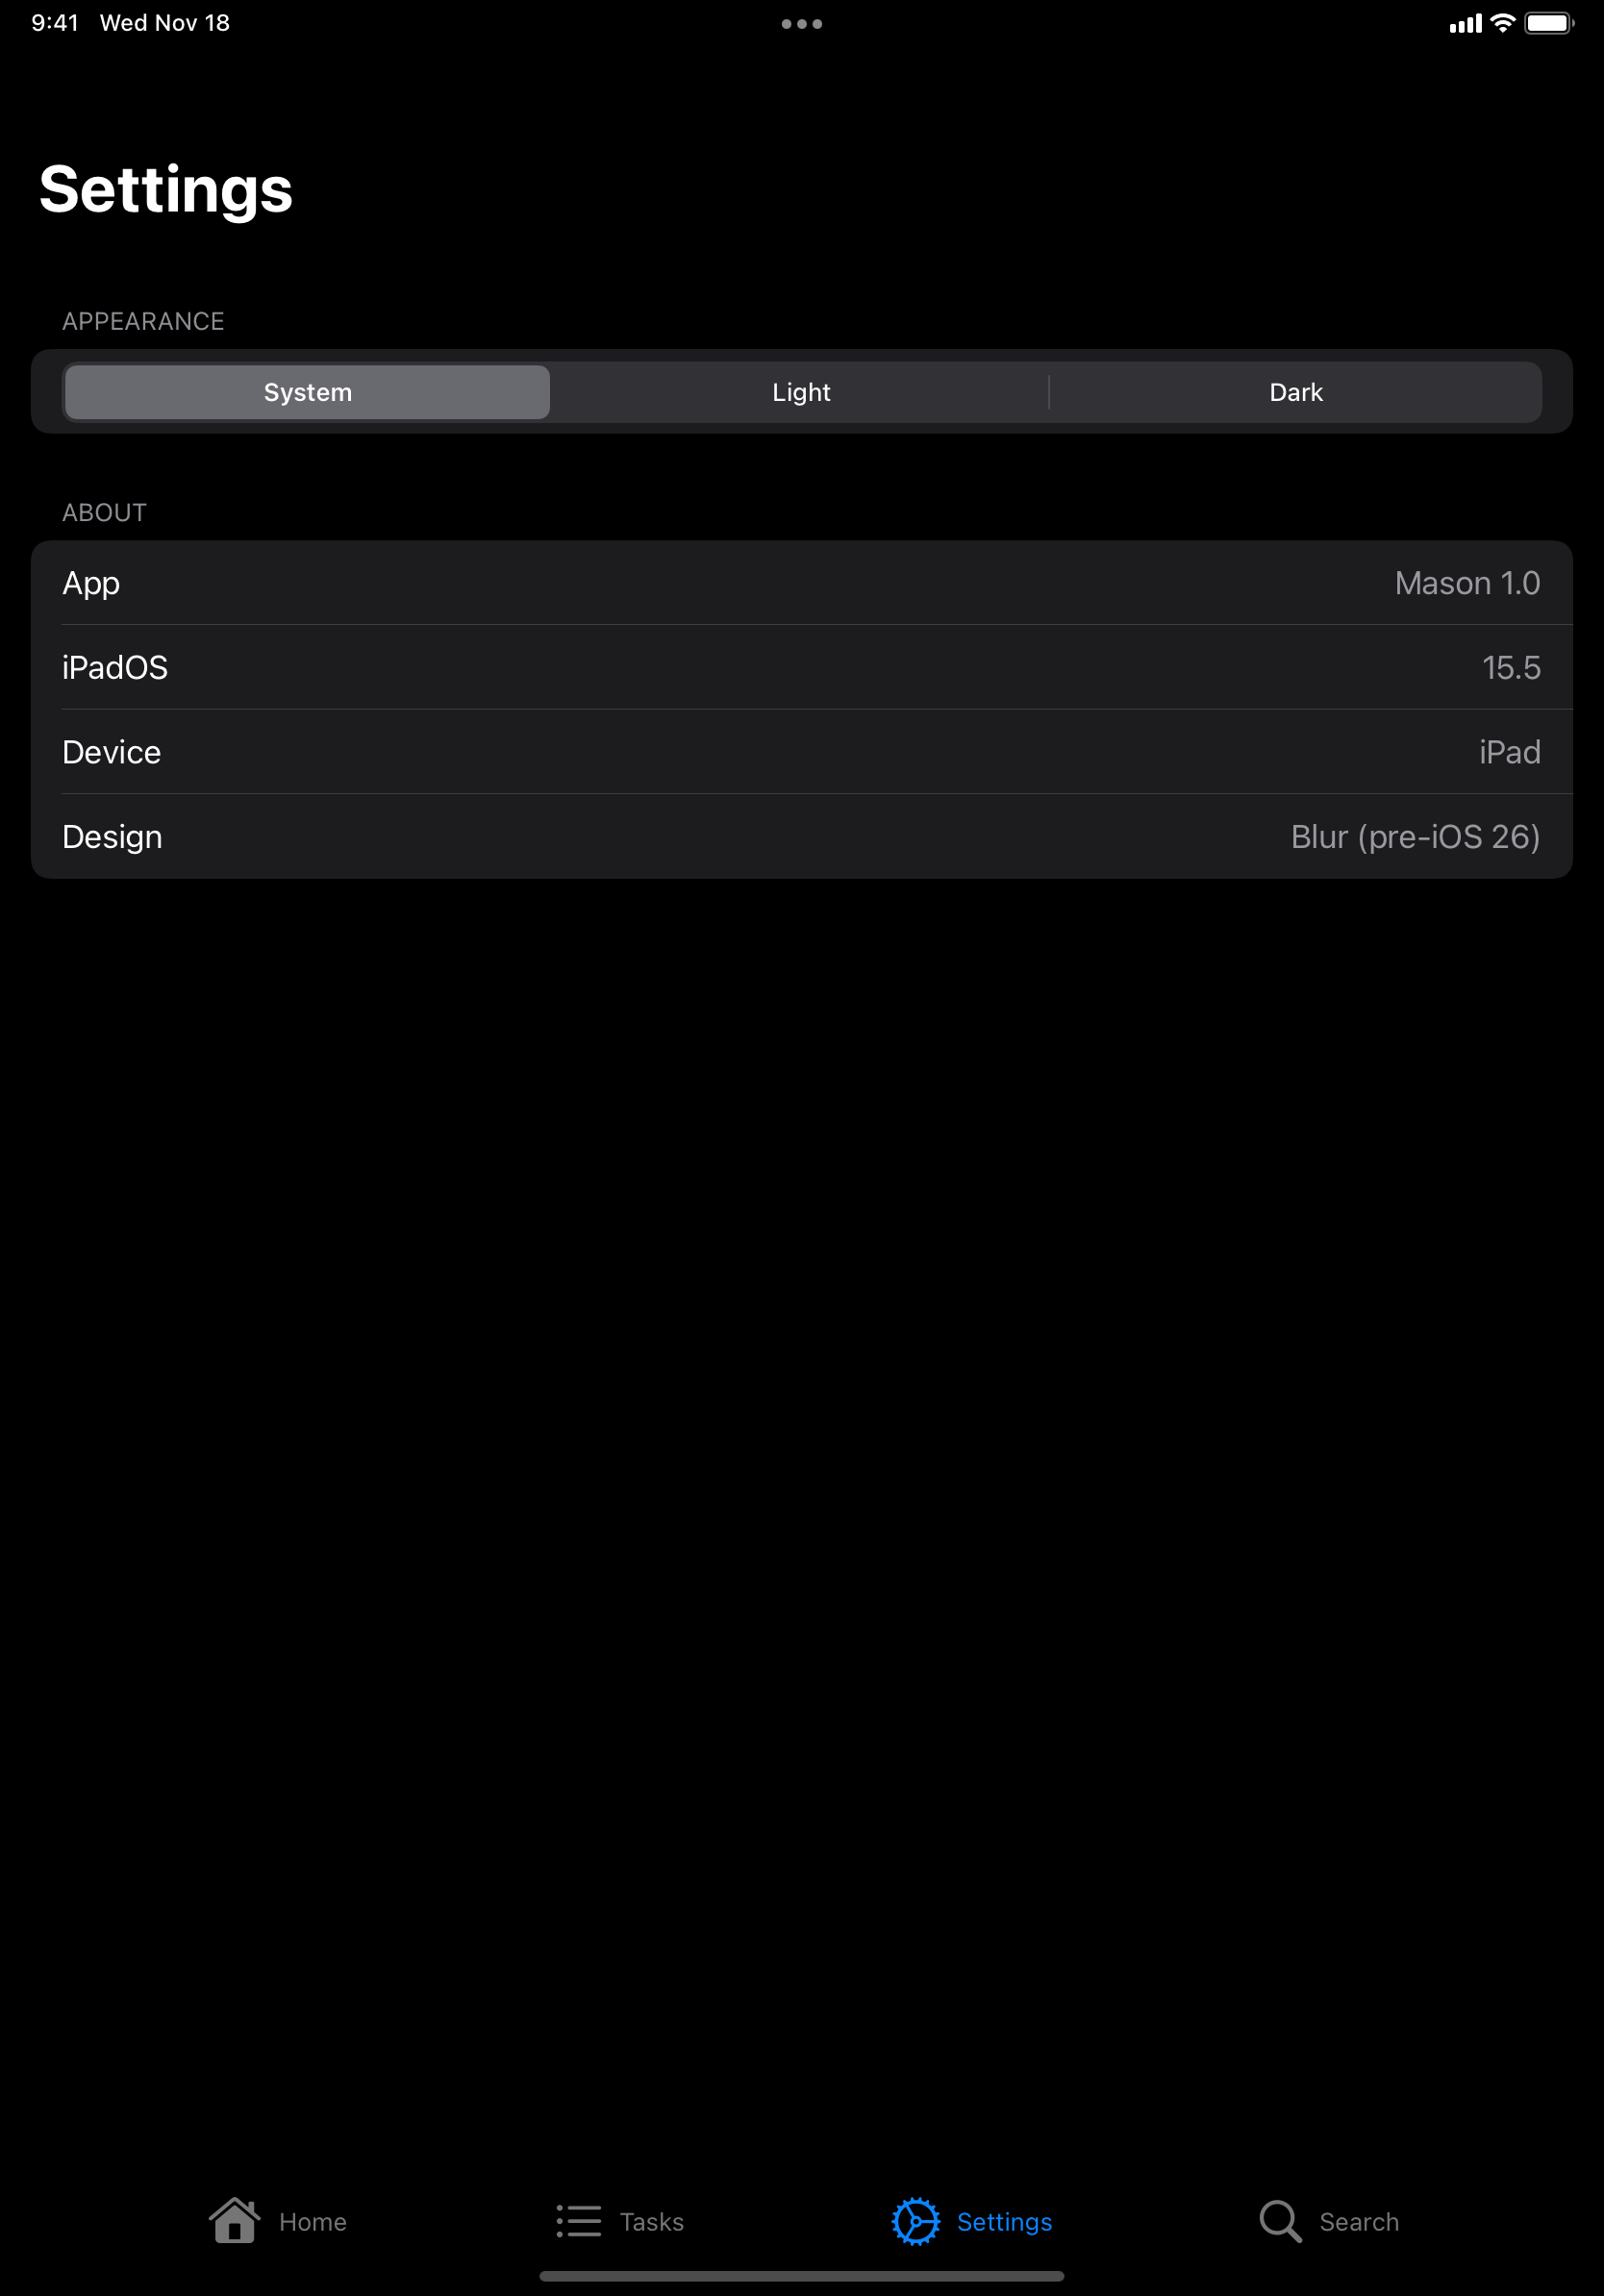 9:41 Wed Nov 18
Settings
APPEARANCE
System Light Dark
ABOUT
App Mason 1.0
iPadOS 15.5
Device iPad
Design Blur (pre-iOS 26)
Home Tasks Settings Search